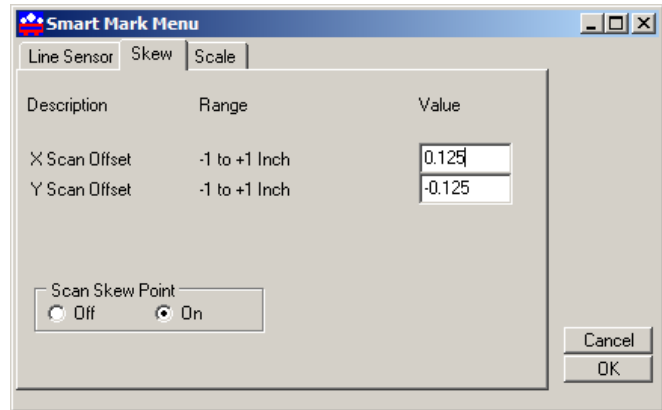 Smart Mark Menu
Line Sensor Skew Scale
Description Range Value
X Scan Offset -1 to +1 Inch 0.125
Y Scan Offset -1 to +1 Inch -0.125
Scan Skew Point
Off On
Cancel
OK